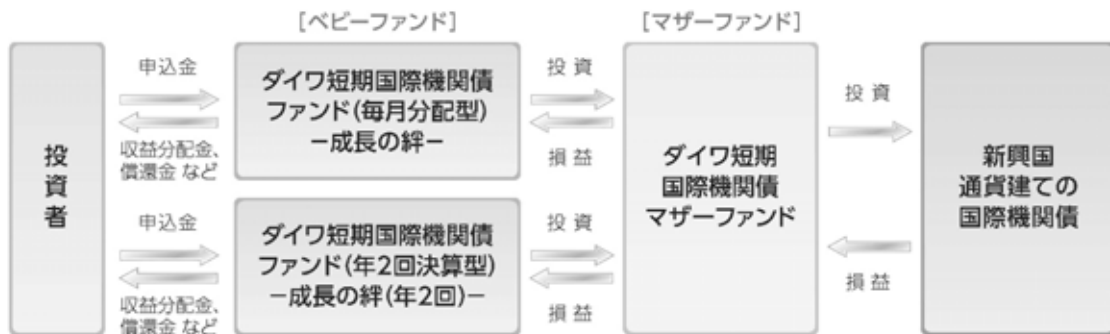 [ベビーファンド]
[マザーファンド]
投資者
申込金
収益分配金、
償還金 など
ダイワ短期国際機関債
ファンド(毎月分配型)
－成長の絆－
投 資
損 益
申込金
収益分配金、
償還金 など
ダイワ短期国際機関債
ファンド(年2回決算型)
－成長の絆(年2回)－
投 資
損 益
ダイワ短期
国際機関債
マザーファンド
投 資
損 益
新興国
通貨建ての
国際機関債